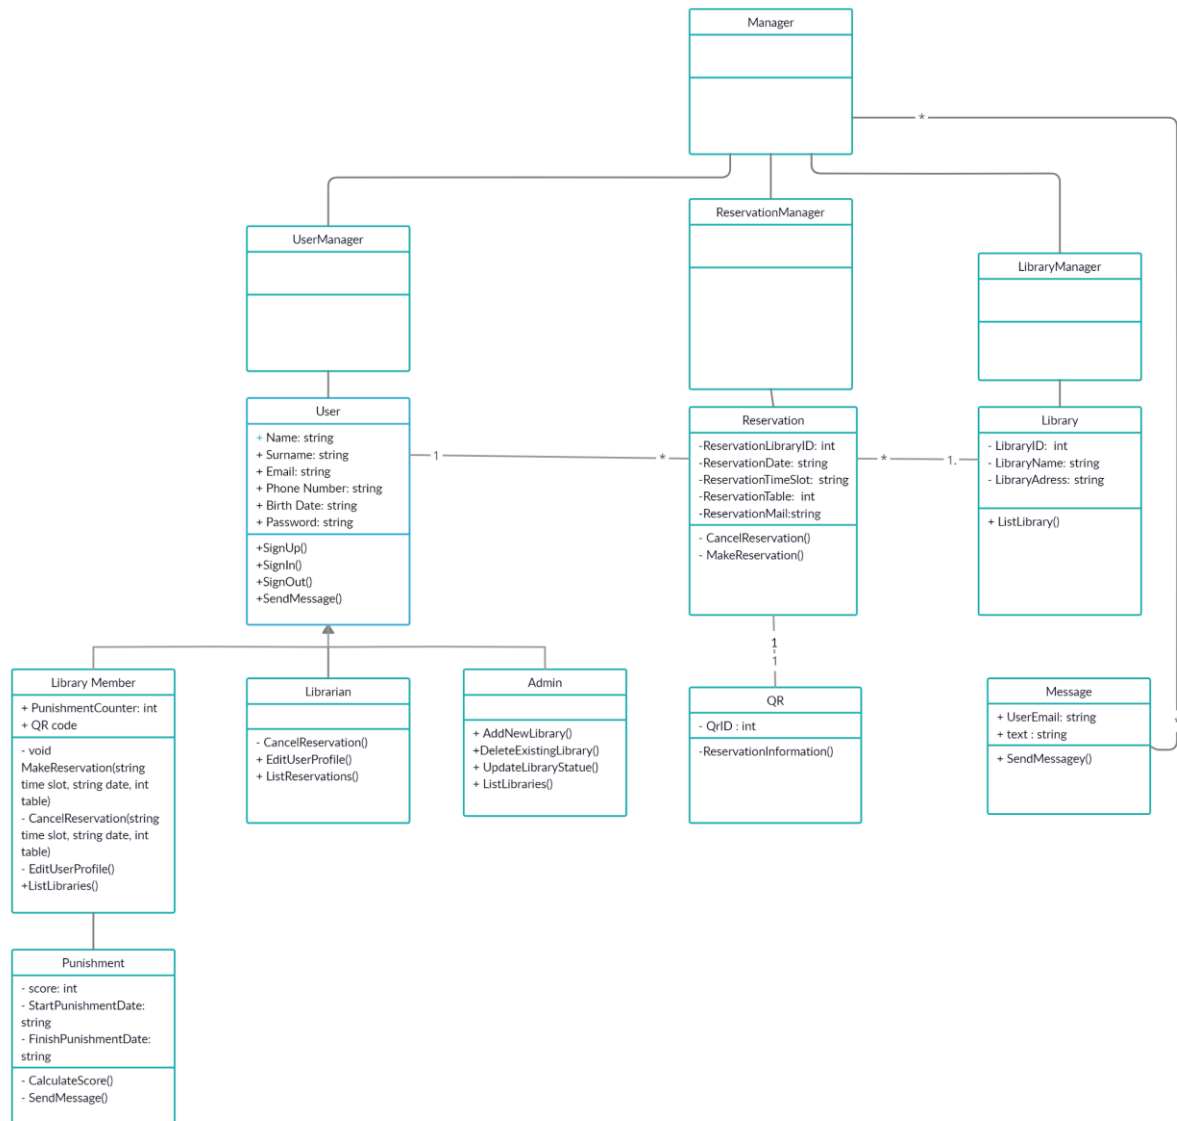 Manager
*
ReservationManager
UserManager
LibraryManager
User
+ Name: string
+ Surname: string
+ Email: string
+ Phone Number: string
+ Birth Date: string
+ Password: string
+SignUp()
+SignIn()
+SignOut()
+SendMessage()
1
*
Reservation
-ReservationLibraryID: int
-ReservationDate: string
-ReservationTimeSlot: string
-ReservationTable: int
-ReservationMail:string
- CancelReservation()
- MakeReservation()
*
1.
Library
- LibraryID: int
- LibraryName: string
- LibraryAdress: string
+ ListLibrary()
1
1
Library Member
+ PunishmentCounter: int
+ QR code
- void
MakeReservation(string
time slot, string date, int
table)
- CancelReservation(string
time slot, string date, int
table)
- EditUserProfile()
+ListLibraries()
Librarian
- CancelReservation()
+ EditUserProfile()
+ ListReservations()
Admin
+ AddNewLibrary()
+DeleteExistingLibrary()
+ UpdateLibraryStatue()
+ ListLibraries()
QR
- QrID : int
-ReservationInformation()
Message
+ UserEmail: string
+ text : string
+ SendMessagey()
*
Punishment
- score: int
- StartPunishmentDate:
string
- FinishPunishmentDate:
string
- CalculateScore()
- SendMessage()